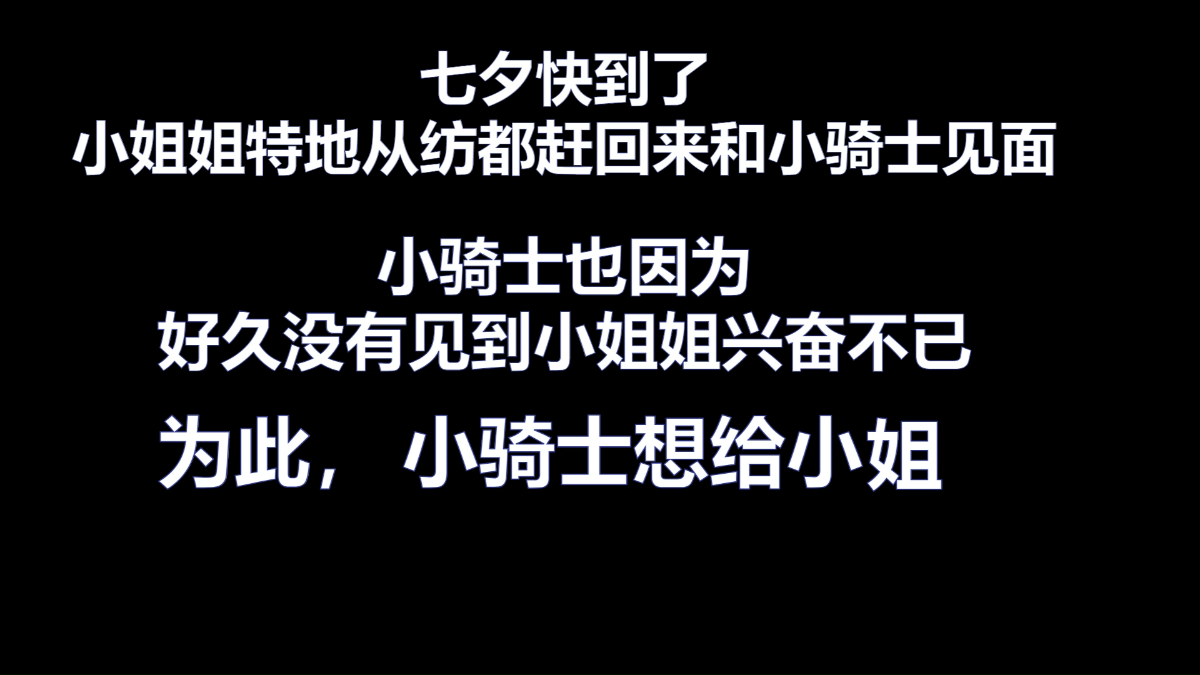 七夕快到了
小姐姐特地从纺都赶回来和小骑士见面
小骑士也因为
好久没有见到小姐姐兴奋不已
为此，小骑士想给小姐